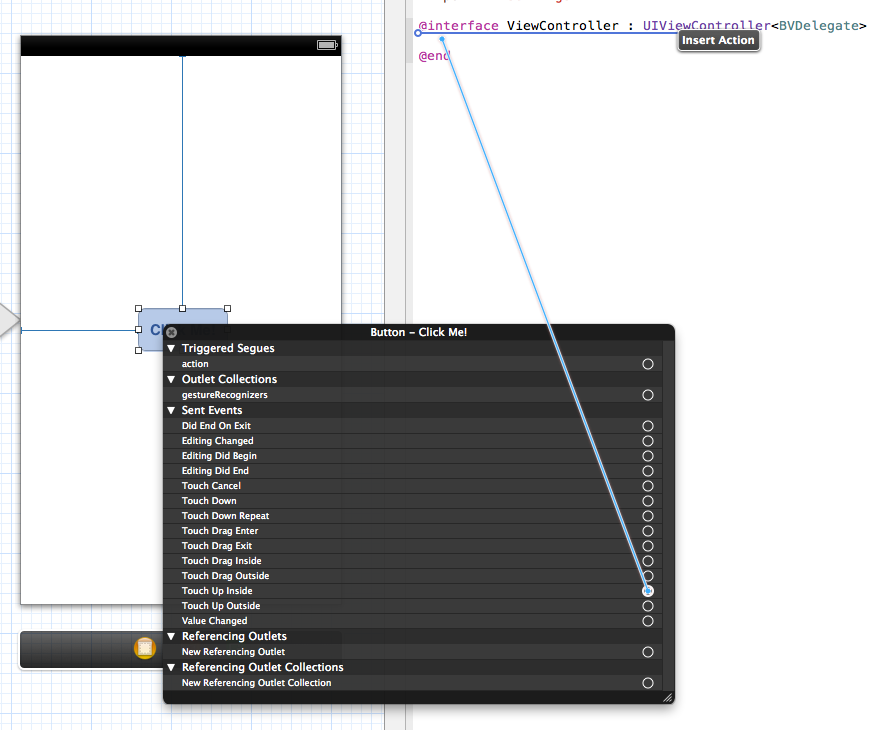 @interface ViewController : UIViewController<BVDelegate>
Insert Action
@end
Button – Click Me!
Triggered Segues
action
Outlet Collections
gestureRecognizers
Sent Events
Did End On Exit
Editing Changed
Editing Did Begin
Editing Did End
Touch Cancel
Touch Down
Touch Down Repeat
Touch Drag Enter
Touch Drag Exit
Touch Drag Inside
Touch Drag Outside
Touch Up Inside
Touch Up Outside
Value Changed
Referencing Outlets
New Referencing Outlet
Referencing Outlet Collections
New Referencing Outlet Collection